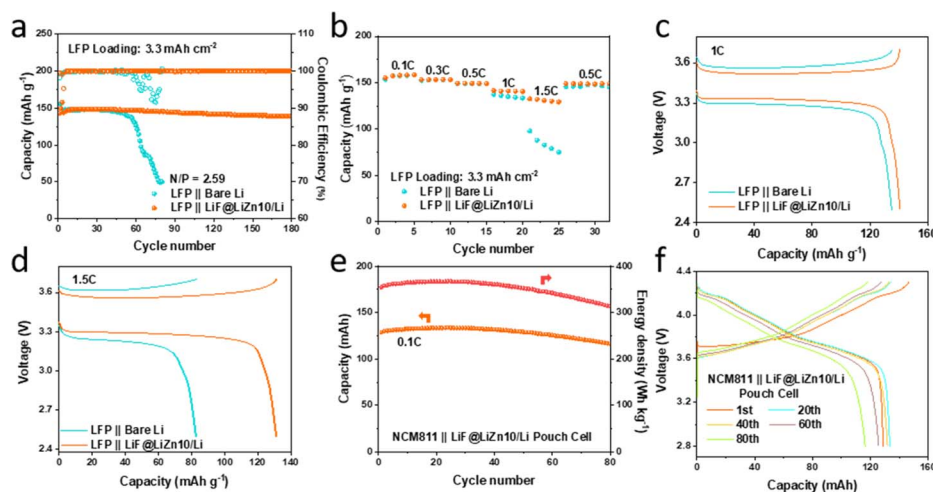 a
LFP Loading: 3.3 mAh cm⁻²
N/P = 2.59
LFP || Bare Li
LFP || LiF@LiZn10/Li
Capacity (mAh g⁻¹)
250
200
150
100
50
0
Coulombic Efficiency (%)
110
100
90
80
70
60
0 30 60 90 120 150 180
Cycle number
b
0.1C 0.3C 0.5C 1C 1.5C 0.5C
LFP Loading: 3.3 mAh cm⁻²
LFP || Bare Li
LFP || LiF@LiZn10/Li
Capacity (mAh g⁻¹)
200
150
100
50
0
0 10 20 30
Cycle number
c
1C
LFP || Bare Li
LFP || LiF@LiZn10/Li
Voltage (V)
3.6
3.3
3.0
2.7
2.4
0 40 80 120 160
Capacity (mAh g⁻¹)
d
1.5C
LFP || Bare Li
LFP || LiF@LiZn10/Li
Voltage (V)
3.6
3.3
3.0
2.7
2.4
0 20 40 60 80 100 120 140
Capacity (mAh g⁻¹)
e
0.1C
NCM811 || LiF@LiZn10/Li Pouch Cell
Capacity (mAh)
200
150
100
50
0
Energy density (Wh kg⁻¹)
400
300
200
100
0
0 20 40 60 80
Cycle number
f
NCM811 || LiF@LiZn10/Li
Pouch Cell
1st 20th
40th 60th
80th
Voltage (V)
4.4
4.0
3.6
3.2
2.8
0 40 80 120 160
Capacity (mAh)